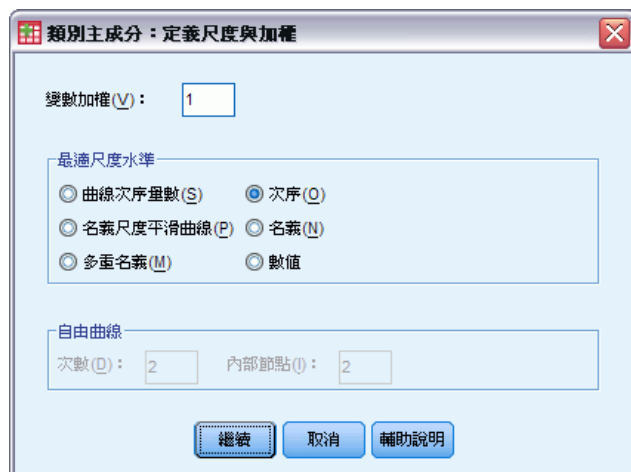 類別主成分：定義尺度與加權
變數加權(V)： 1
最適尺度水準
曲線次序量數(S) 次序(O)
名義尺度平滑曲線(P) 名義(N)
多重名義(M) 數值
自由曲線
次數(D)： 2 內部節點(I)： 2
繼續 取消 輔助說明